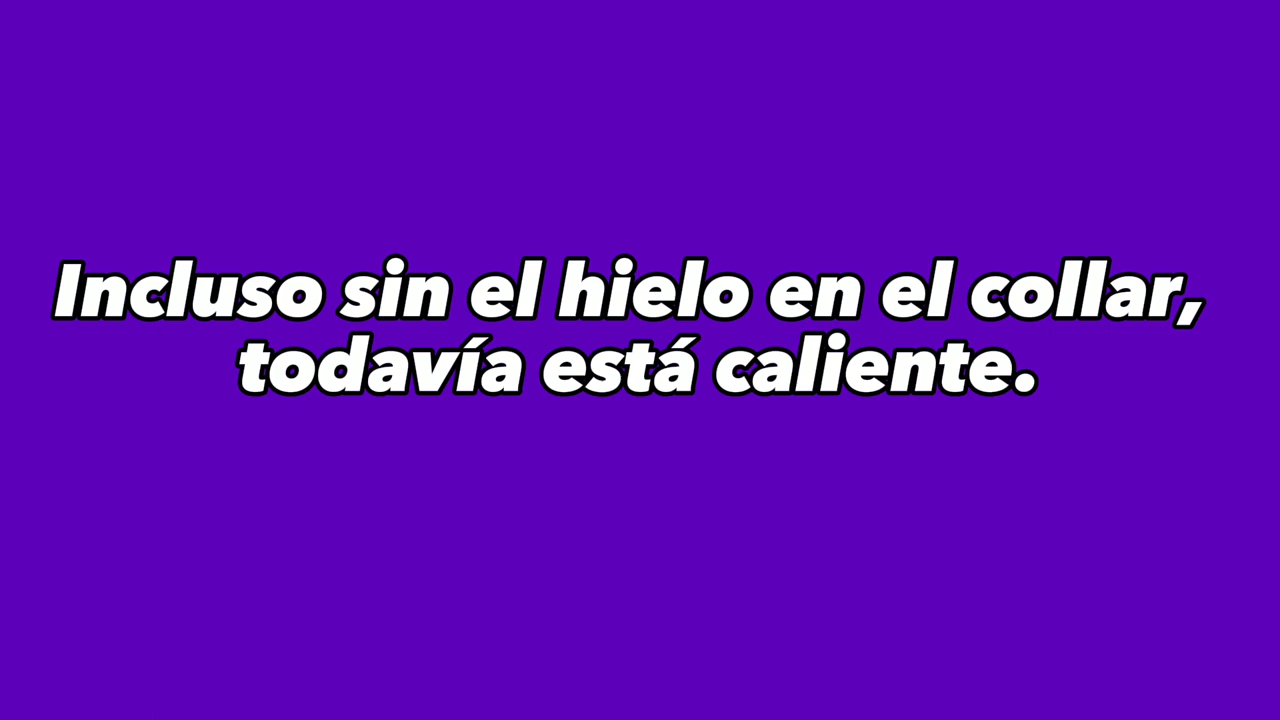 Incluso sin el hielo en el collar,
todavía está caliente.